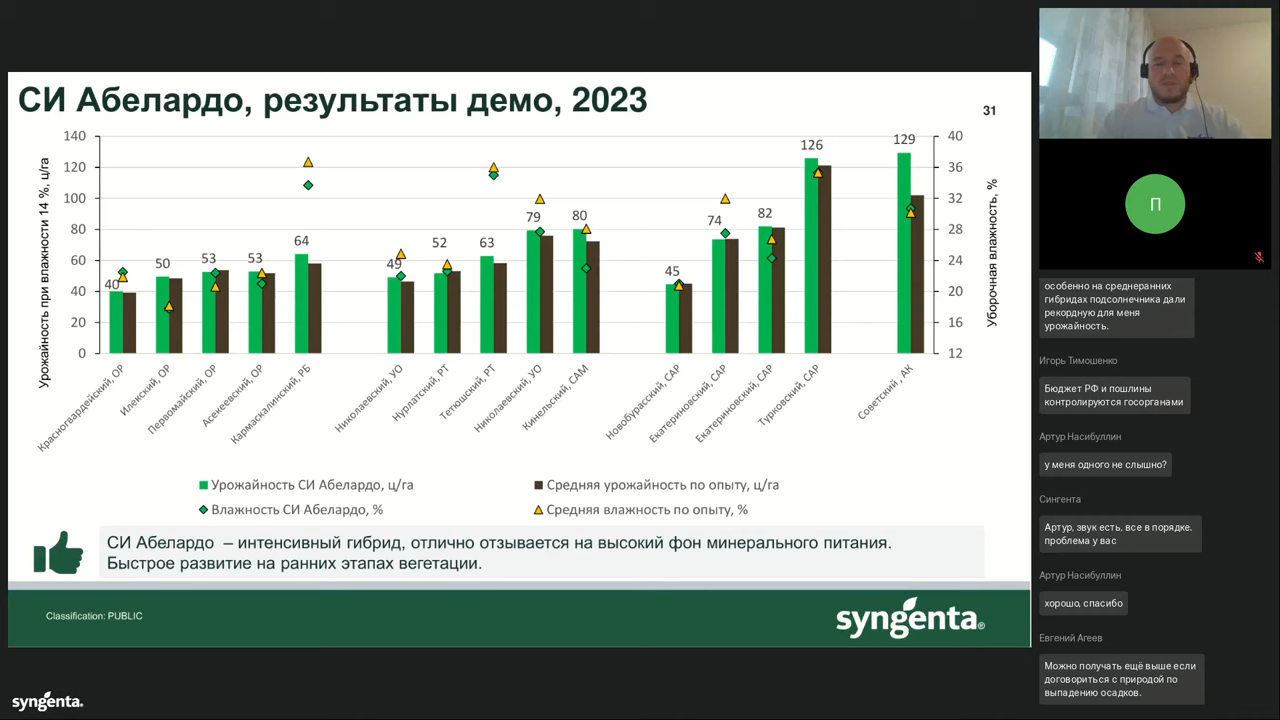 СИ Абелардо, результаты демо, 2023
31
Урожайность при влажности 14 %, ц/га
140
120
100
80
60
40
20
0
40
50
53
53
64
49
52
63
79
80
45
74
82
126
129
40
36
32
28
24
20
16
12
Уборочная влажность, %
Красногвардейский, ОР
Илекский, ОР
Первомайский, ОР
Асекеевский, ОР
Кармаскалинский, РБ
Николаевский, УО
Нурлатский, РТ
Тетюшский, РТ
Николаевский, УО
Кинельский, САМ
Новобурасский, САР
Екатериновский, САР
Екатериновский, САР
Турковский, САР
Советский, АК
Урожайность СИ Абелардо, ц/га
Средняя урожайность по опыту, ц/га
Влажность СИ Абелардо, %
Средняя влажность по опыту, %
СИ Абелардо – интенсивный гибрид, отлично отзывается на высокий фон минерального питания.
Быстрое развитие на ранних этапах вегетации.
Classification: PUBLIC
syngenta®
syngenta.
П
особенно на среднеранних
гибридах подсолнечника дали
рекордную для меня
урожайность.
Игорь Тимошенко
Бюджет РФ и пошлины
контролируются госорганами
Артур Насибуллин
у меня одного не слышно?
Сингента
Артур, звук есть, все в порядке.
проблема у вас
Артур Насибуллин
хорошо, спасибо
Евгений Агеев
Можно получать ещё выше если
договориться с природой по
выпадению осадков.